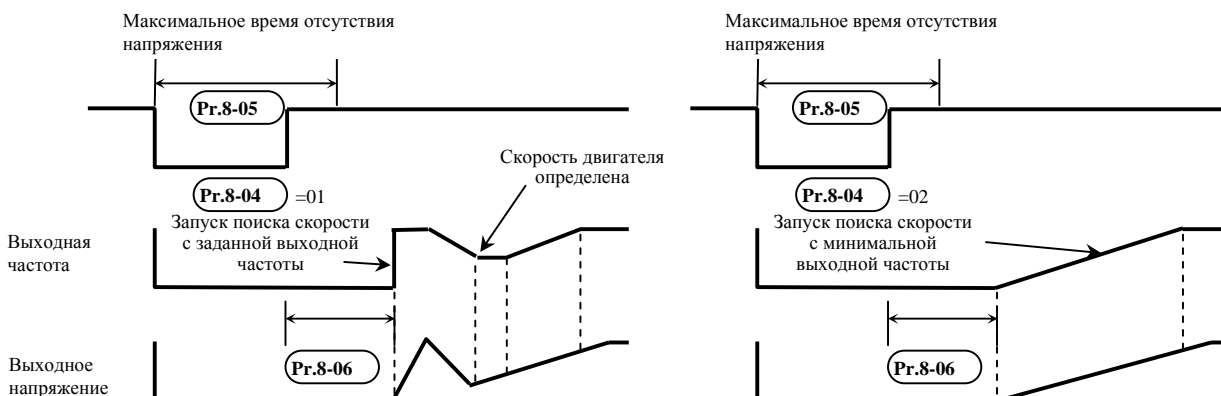 Максимальное время отсутствия
напряжения
Pr.8-05
Pr.8-04 =01
Скорость двигателя
определена
Запуск поиска скорости
с заданной выходной
частоты
Выходная
частота
Pr.8-06
Выходное
напряжение
Максимальное время отсутствия
напряжения
Pr.8-05
Pr.8-04 =02
Запуск поиска скорости
с минимальной
выходной частоты
Pr.8-06